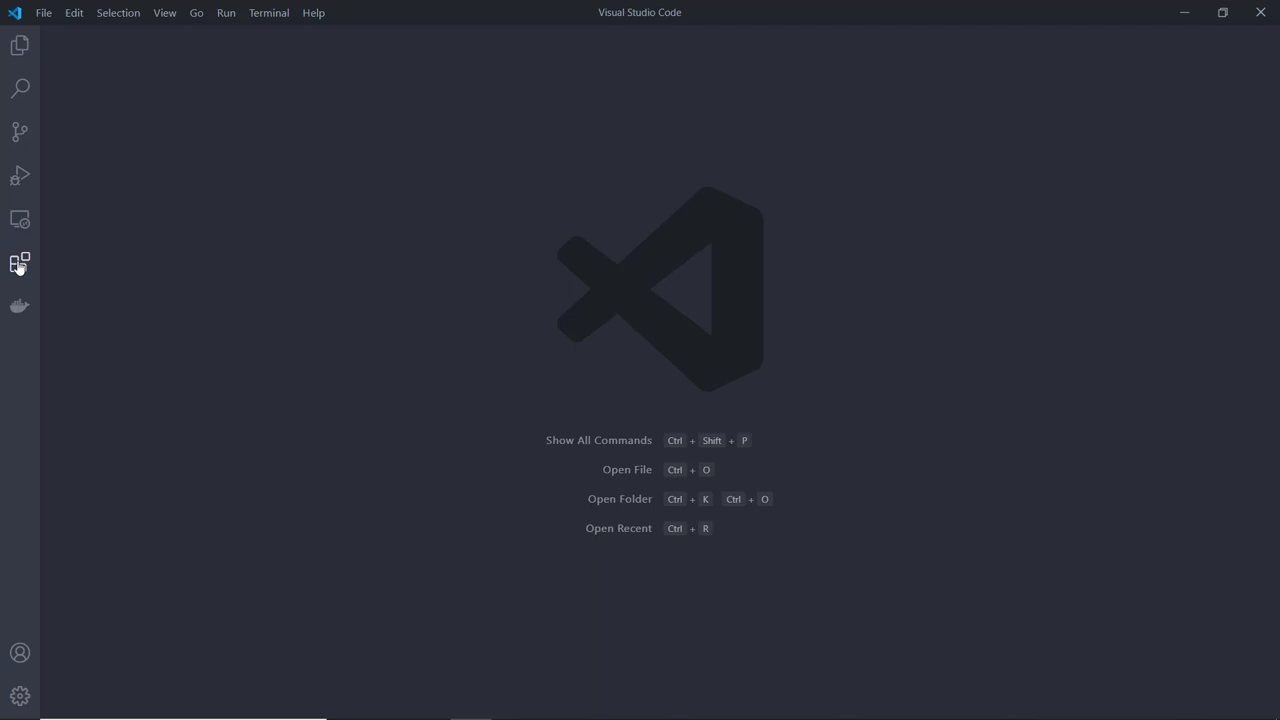 File Edit Selection View Go Run Terminal Help Visual Studio Code
Show All Commands Ctrl + Shift + P
Open File Ctrl + O
Open Folder Ctrl + K Ctrl + O
Open Recent Ctrl + R